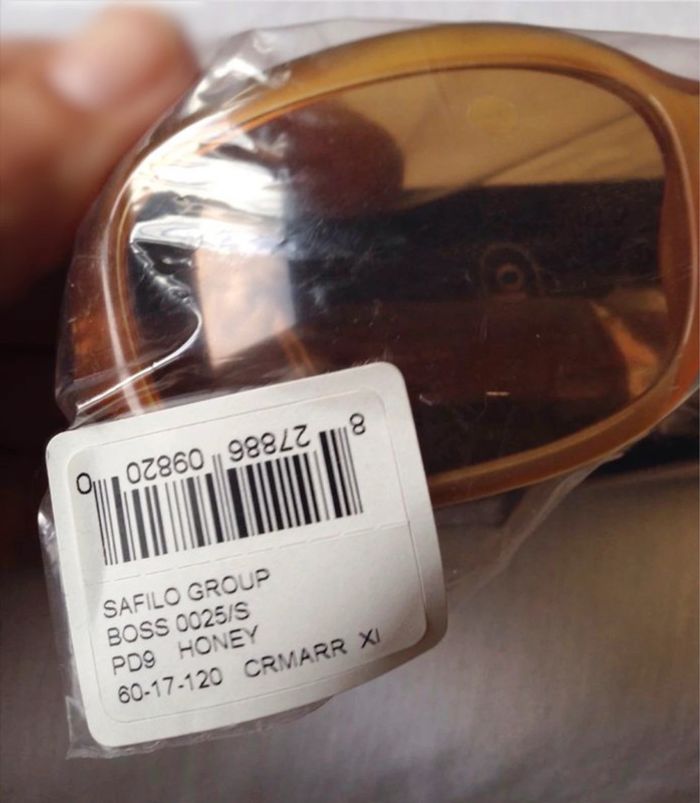 8 27886 09820 0
SAFILO GROUP
BOSS 0025/S
PD9 HONEY
60-17-120 CRMARR XI